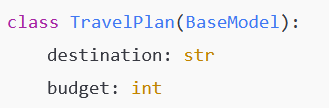 class TravelPlan(BaseModel):
    destination: str
    budget: int